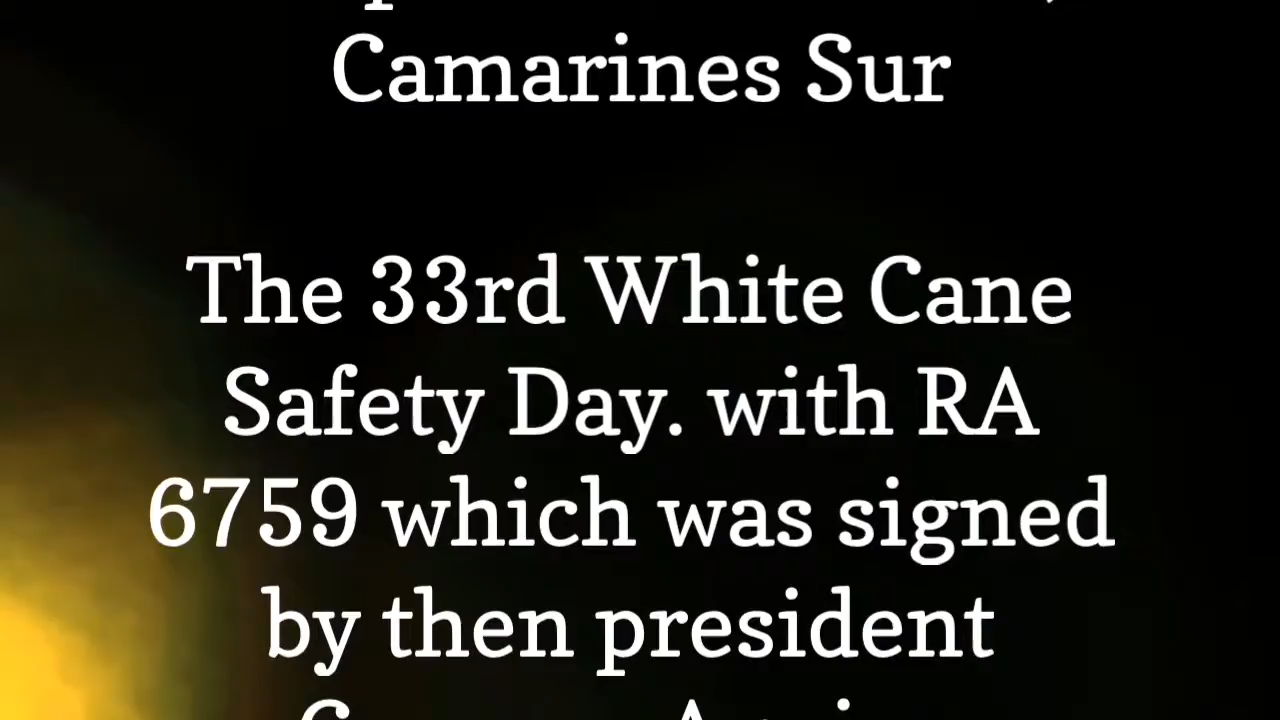 Camarines Sur
The 33rd White Cane
Safety Day. with RA
6759 which was signed
by then president